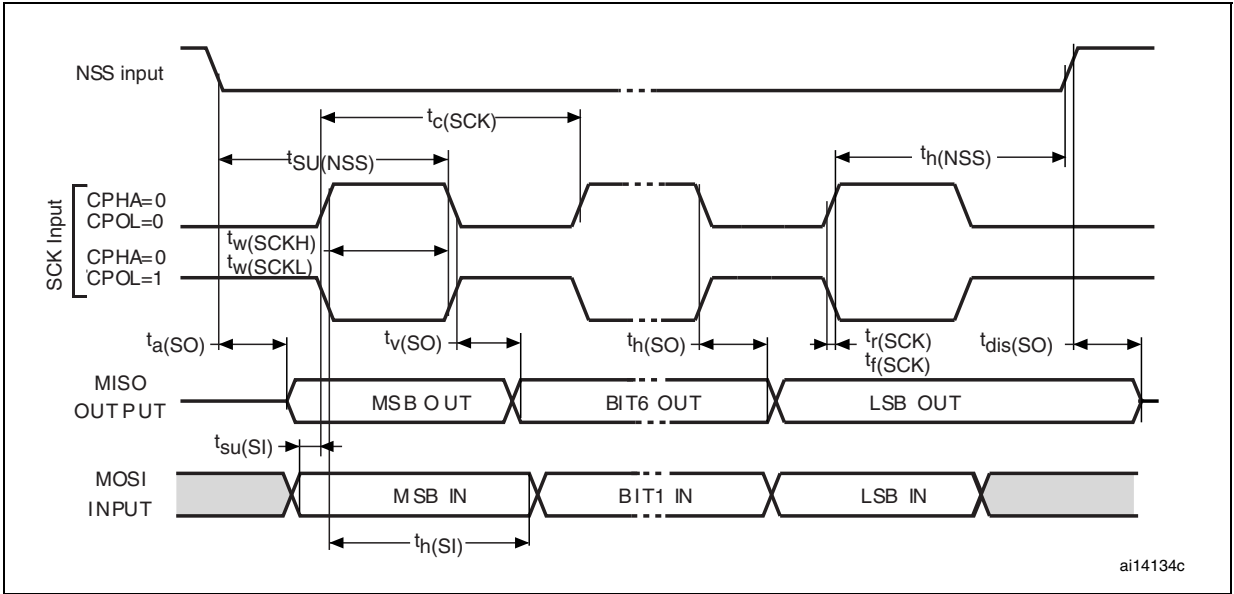 NSS input
tc(SCK)
tSU(NSS)
th(NSS)
SCK Input
CPHA=0
CPOL=0
tw(SCKH)
CPHA=0
tw(SCKL)
CPOL=1
ta(SO)
tv(SO)
th(SO)
tr(SCK)
tf(SCK)
tdis(SO)
MISO
OUTPUT
MSB OUT
BIT6 OUT
LSB OUT
tsu(SI)
MOSI
INPUT
MSB IN
BIT1 IN
LSB IN
th(SI)
ai14134c